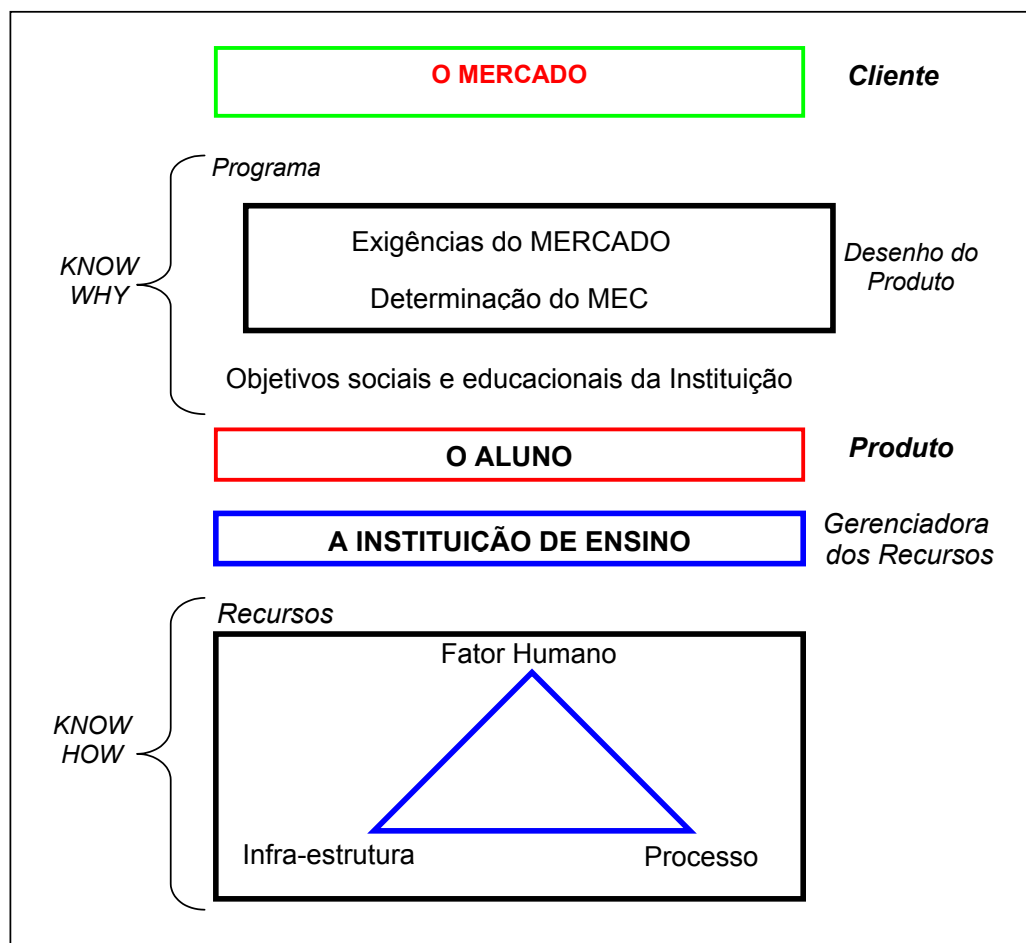 O MERCADO
Cliente
Programa
Exigências do MERCADO
Determinação do MEC
KNOW
WHY
Desenho do
Produto
Objetivos sociais e educacionais da Instituição
O ALUNO
Produto
A INSTITUIÇÃO DE ENSINO
Gerenciadora
dos Recursos
Recursos
Fator Humano
KNOW
HOW
Infra-estrutura
Processo